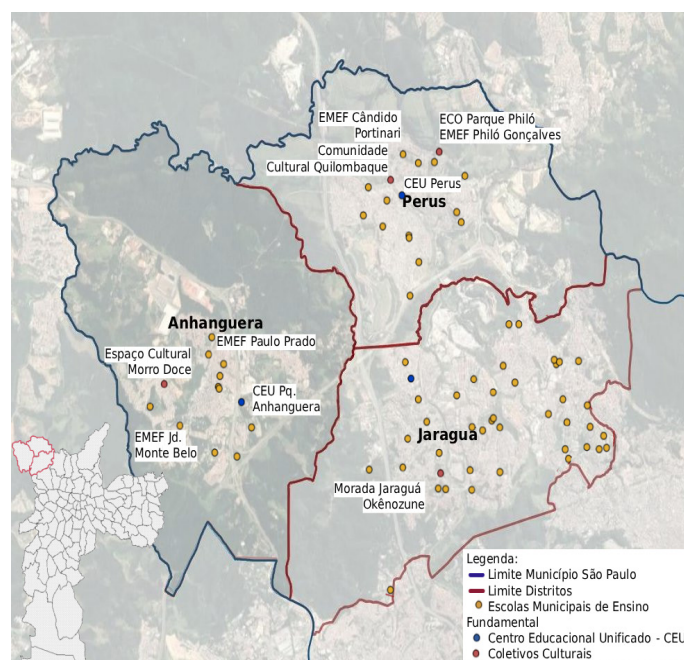 EMEF Cândido
Portinari
ECO Parque Philó
EMEF Philó Gonçalves
Comunidade
Cultural Quilombaque
CEU Perus
Perus
Anhanguera
EMEF Paulo Prado
Espaço Cultural
Morro Doce
CEU Pq.
Anhanguera
EMEF Jd.
Monte Belo
Jaragua
Morada Jaraguá
Okênozune
Legenda:
Limite Município São Paulo
Limite Distritos
Escolas Municipais de Ensino
Fundamental
Centro Educacional Unificado - CEU
Coletivos Culturais